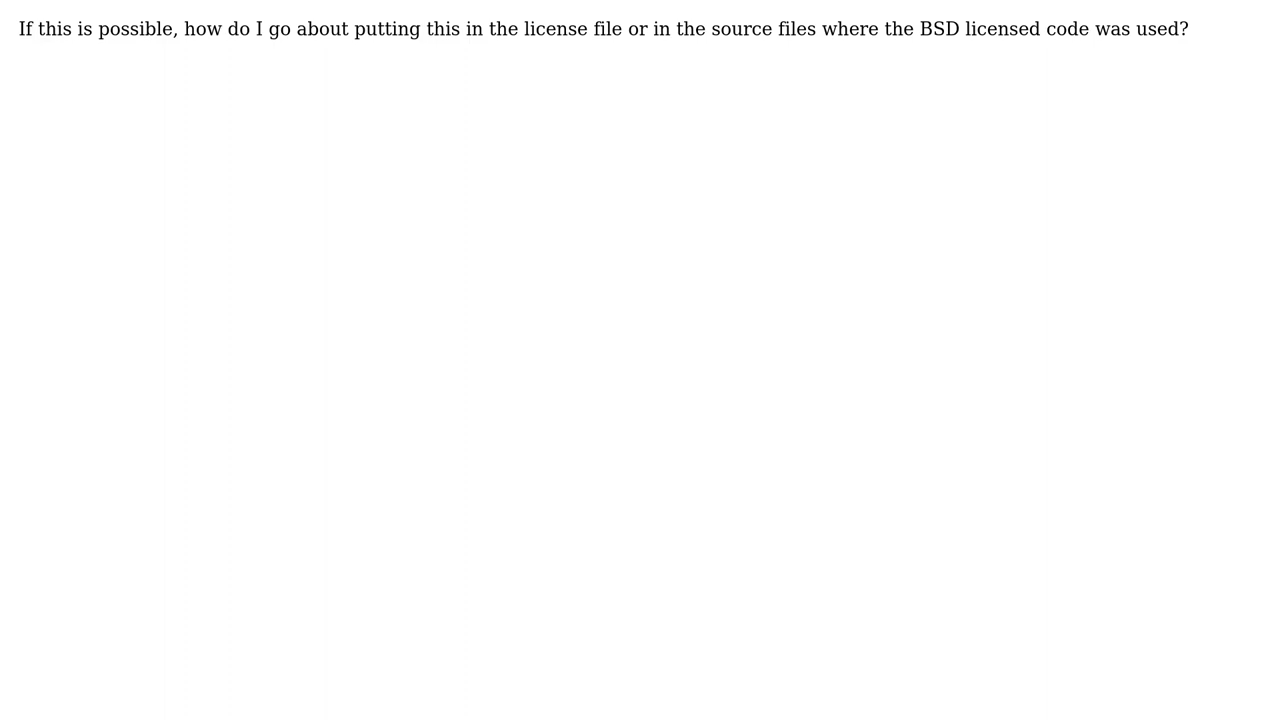 If this is possible, how do I go about putting this in the license file or in the source files where the BSD licensed code was used?